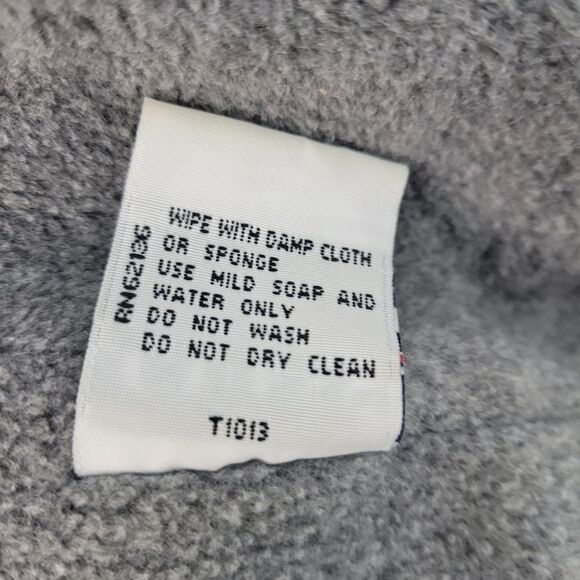 WIPE WITH DAMP CLOTH
OR SPONGE
USE MILD SOAP AND
WATER ONLY
DO NOT WASH
DO NOT DRY CLEAN
RN62196
T1013